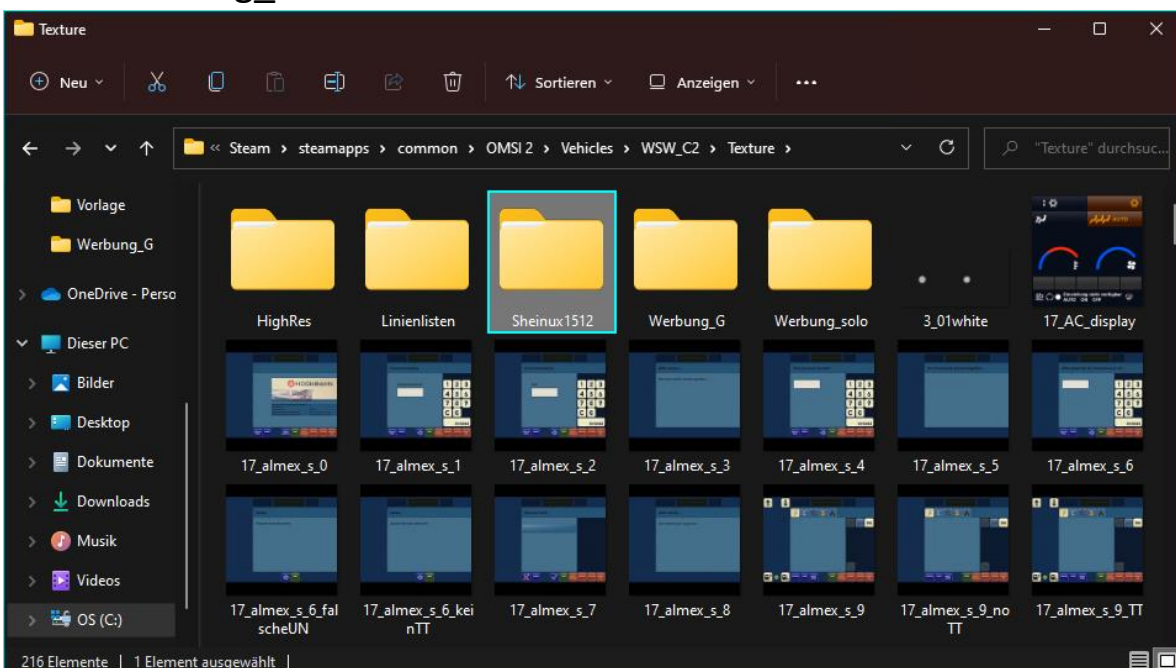 Texture
Neu
Sortieren
Anzeigen
« Steam › steamapps › common › OMSI 2 › Vehicles › WSW_C2 › Texture ›
"Texture" durchsuc...
Vorlage
Werbung_G
OneDrive - Perso
Dieser PC
Bilder
Desktop
Dokumente
Downloads
Musik
Videos
OS (C:)
HighRes
Linienlisten
Sheinux1512
Werbung_G
Werbung_solo
3_01white
17_AC_display
17_almex_s_0
17_almex_s_1
17_almex_s_2
17_almex_s_3
17_almex_s_4
17_almex_s_5
17_almex_s_6
17_almex_s_6_fal
scheUN
17_almex_s_6_kei
nTT
17_almex_s_7
17_almex_s_8
17_almex_s_9
17_almex_s_9_no
TT
17_almex_s_9_TT
216 Elemente
1 Element ausgewählt